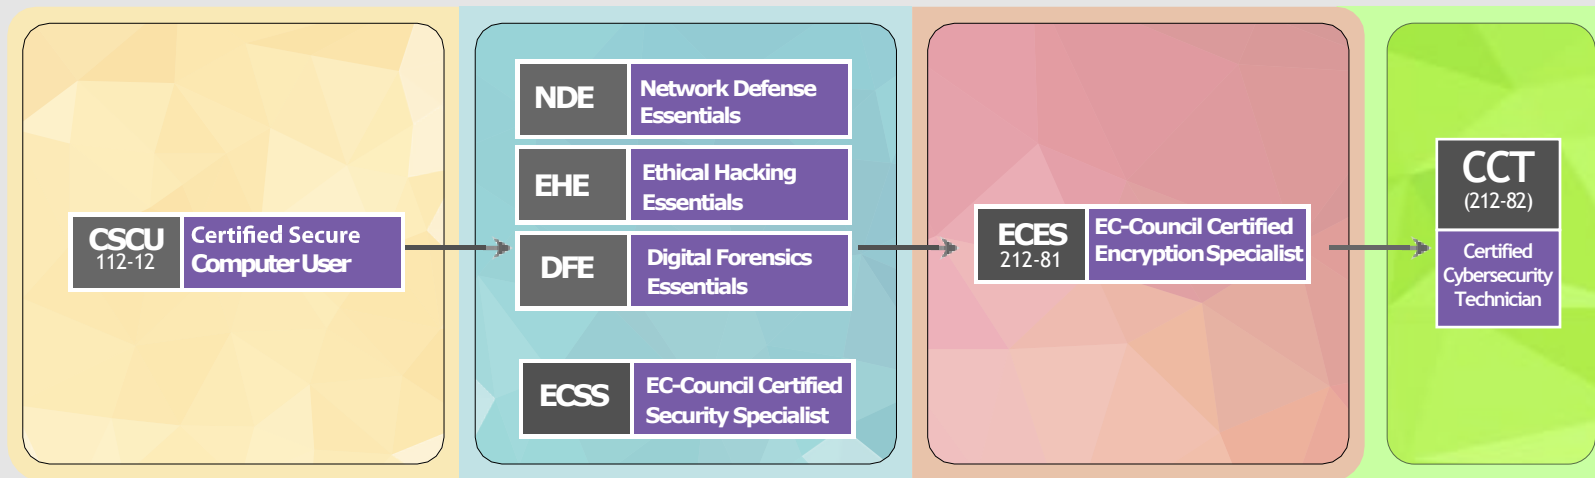 CSCU
112-12
Certified Secure
Computer User
NDE
Network Defense
Essentials
EHE
Ethical Hacking
Essentials
DFE
Digital Forensics
Essentials
ECSS
EC-Council Certified
Security Specialist
ECES
212-81
EC-Council Certified
Encryption Specialist
CCT
(212-82)
Certified
Cybersecurity
Technician